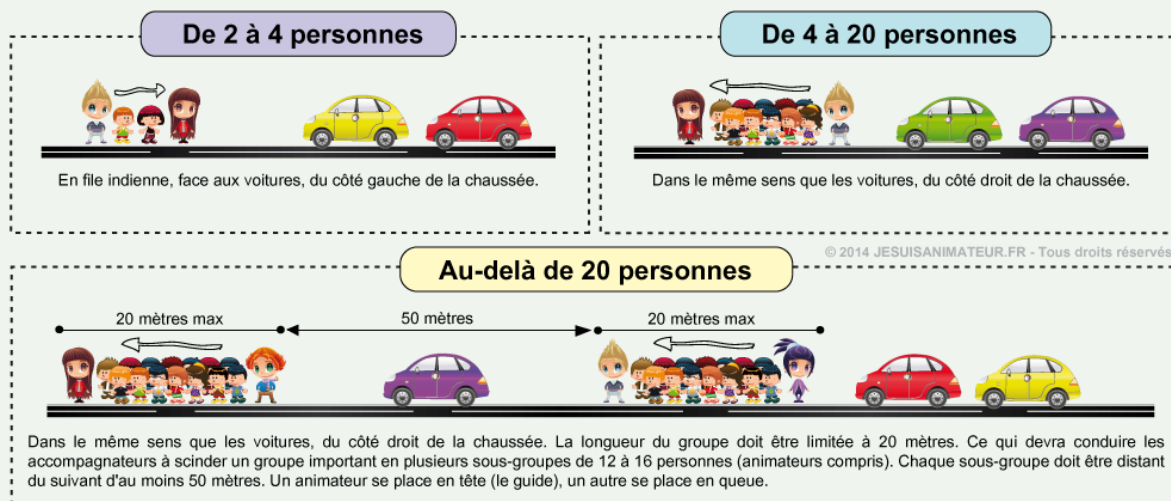 De 2 à 4 personnes
En file indienne, face aux voitures, du côté gauche de la chaussée.
De 4 à 20 personnes
Dans le même sens que les voitures, du côté droit de la chaussée.
© 2014 JESUISANIMATEUR.FR - Tous droits réservés
Au-delà de 20 personnes
20 mètres max
50 mètres
20 mètres max
Dans le même sens que les voitures, du côté droit de la chaussée. La longueur du groupe doit être limitée à 20 mètres. Ce qui devra conduire les
accompagnateurs à scinder un groupe important en plusieurs sous-groupes de 12 à 16 personnes (animateurs compris). Chaque sous-groupe doit être distant
du suivant d'au moins 50 mètres. Un animateur se place en tête (le guide), un autre se place en queue.